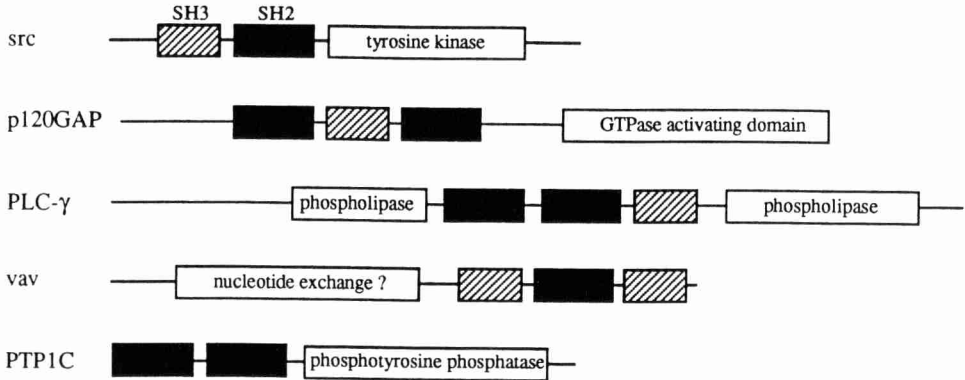 SH3 SH2
src tyrosine kinase
p120GAP GTPase activating domain
PLC-γ phospholipase phospholipase
vav nucleotide exchange ?
PTP1C phosphotyrosine phosphatase